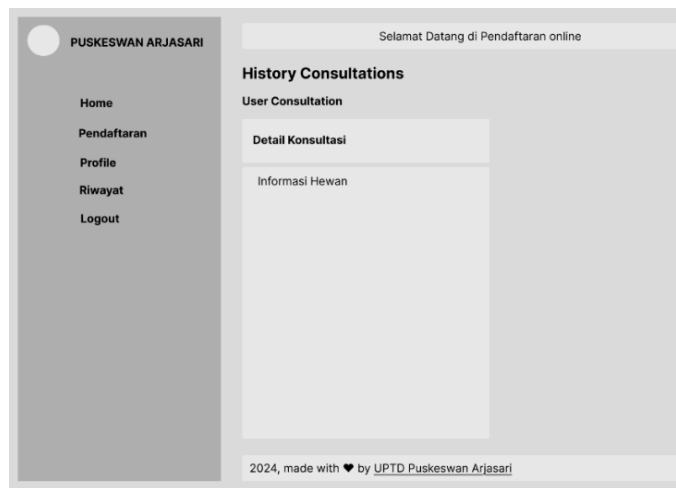 PUSKESWAN ARJASARI
Home
Pendaftaran
Profile
Riwayat
Logout
Selamat Datang di Pendaftaran online
History Consultations
User Consultation
Detail Konsultasi
Informasi Hewan
2024, made with ♥ by UPTD Puskeswan Arjasari